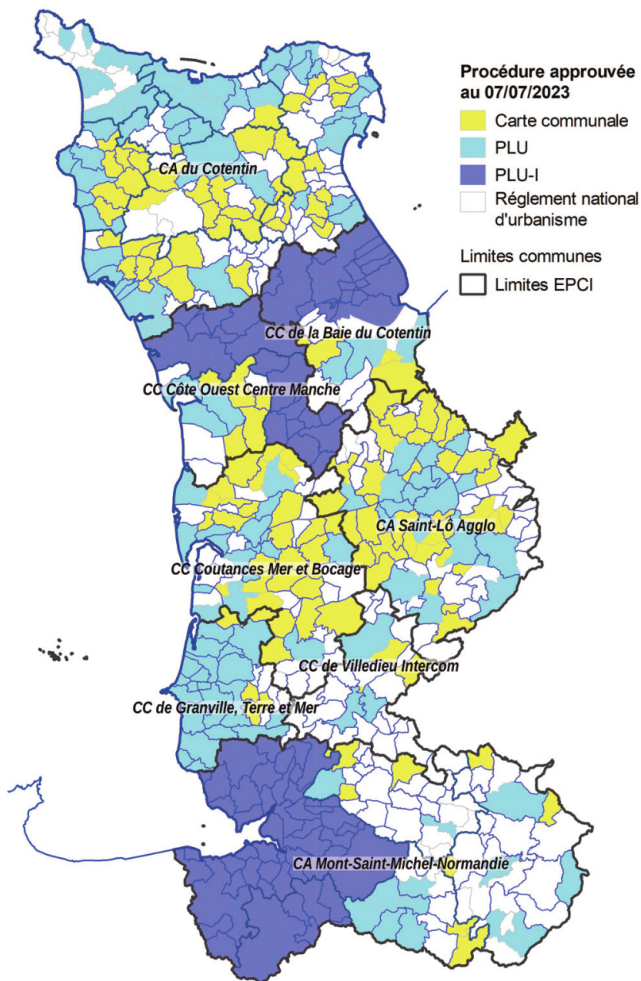 Procédure approuvée
au 07/07/2023
Carte communale
PLU
PLU-I
Réglement national
d'urbanisme
Limites communes
Limites EPCI
CA du Cotentin
CC de la Baie du Cotentin
CC Côte Ouest Centre Manche
CA Saint-Lô Agglo
CC Coutances Mer et Bocage
CC de Villedieu Intercom
CC de Granville, Terre et Mer
CA Mont-Saint-Michel-Normandie